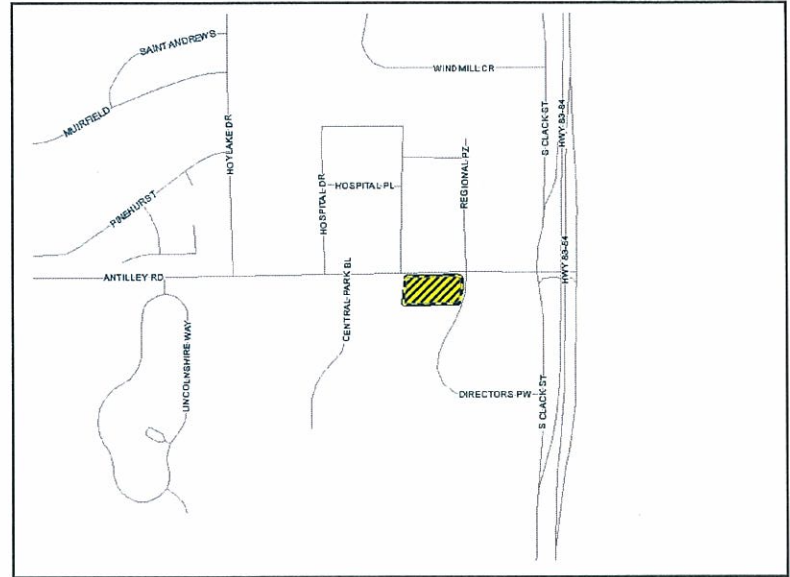 SAINT ANDREWS
WINDMILL CR
MUIRFIELD
HOYLAKE DR
S CLACK ST
HWY 83-84
HOSPITAL DR
HOSPITAL PL
REGIONAL PZ
PINEHURST
ANTILLEY RD
CENTRAL PARK BL
HWY 83-84
LINCOLNSHIRE WAY
DIRECTORS PW
S CLACK ST